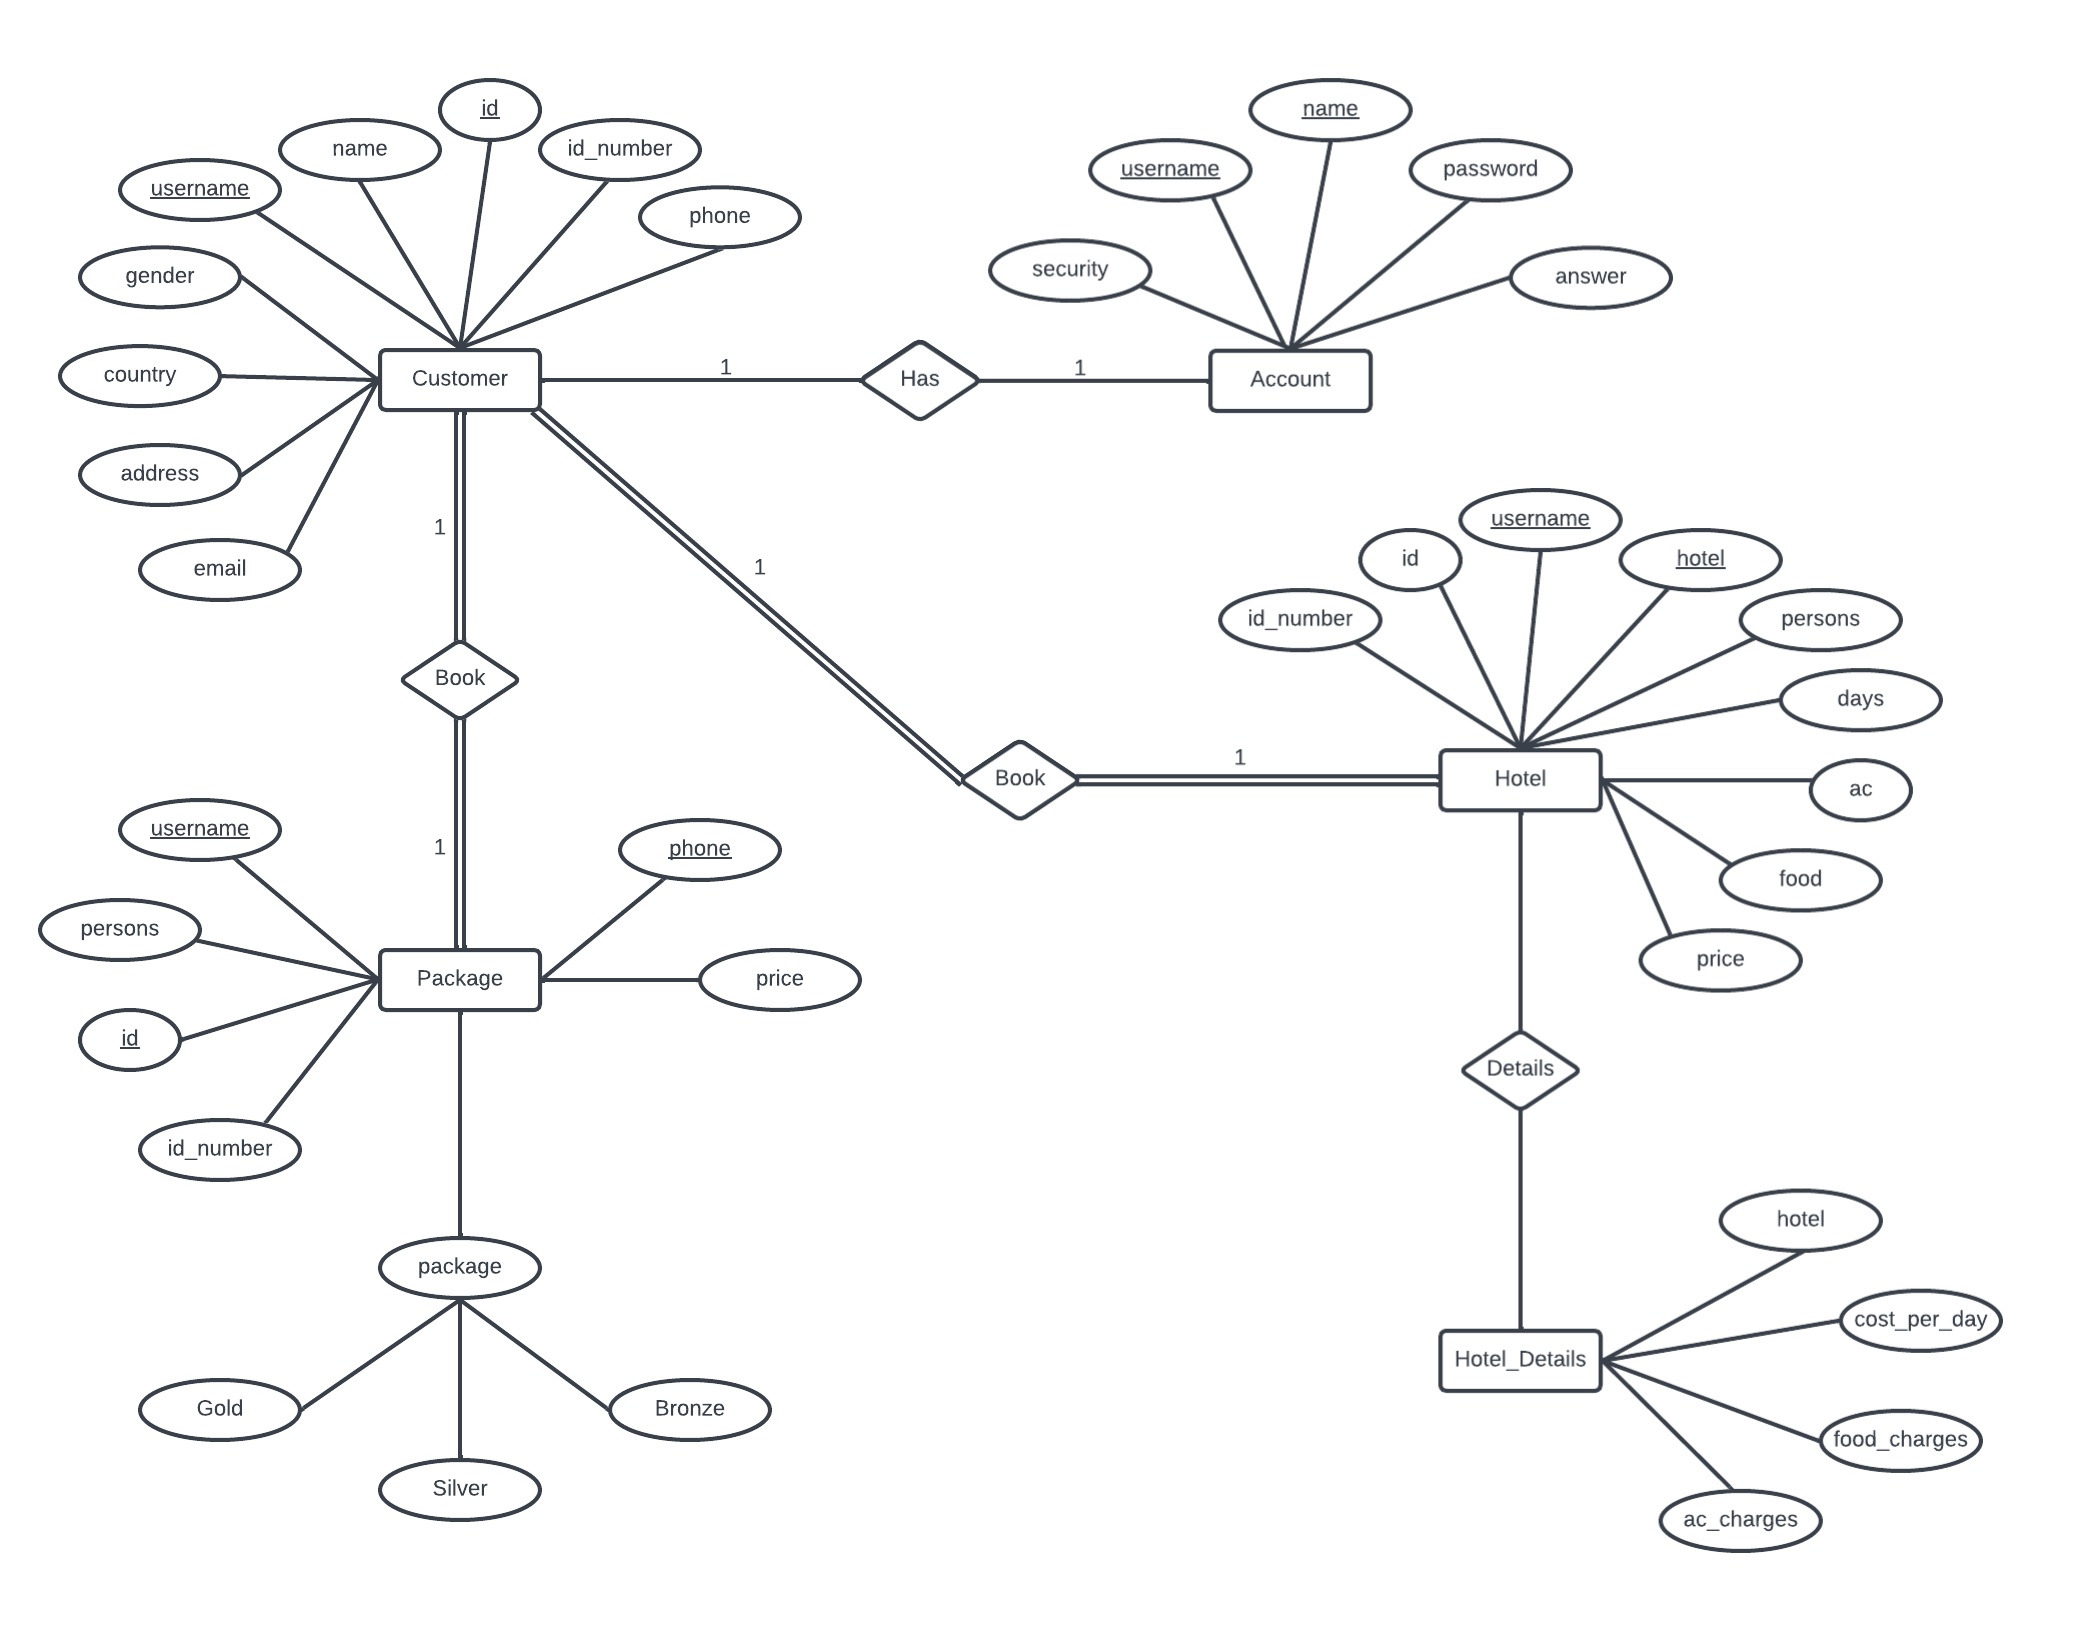 id
name
id_number
username
phone
gender
country
address
email
Customer
1
Has
1
Account
name
username
password
security
answer
1
1
Book
Book
1
1
username
id
hotel
id_number
persons
days
Hotel
ac
food
price
username
phone
persons
Package
price
id
id_number
package
Gold
Bronze
Silver
Details
hotel
cost_per_day
Hotel_Details
food_charges
ac_charges